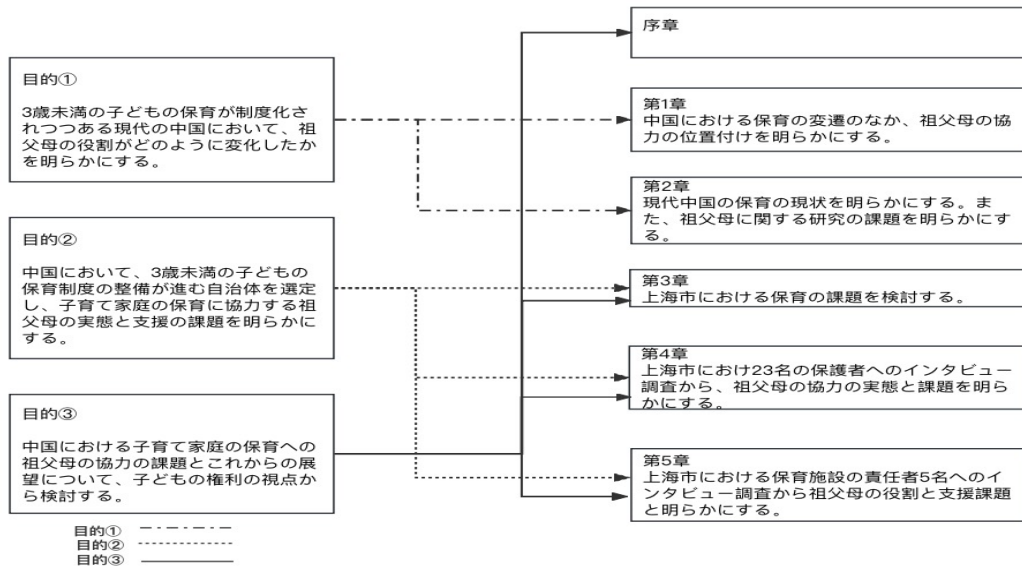 目的①
3歳未満の子どもの保育が制度化さ
れつつある現代の中国において、祖
父母の役割がどのように変化したか
を明らかにする。
目的②
中国において、3歳未満の子どもの
保育制度の整備が進む自治体を選定
し、子育て家庭の保育に協力する祖
父母の実態と支援の課題を明らかに
する。
目的③
中国における子育て家庭の保育への
祖父母の協力の課題とこれからの展
望について、子どもの権利の視点か
ら検討する。
序章
第1章
中国における保育の変遷のなか、祖父母の協
力の位置付けを明らかにする。
第2章
現代中国の保育の現状を明らかにする。ま
た、祖父母に関する研究の課題を明らかにす
る。
第3章
上海市における保育の課題を検討する。
第4章
上海市におけ23名の保護者へのインタビュー
調査から、祖父母の協力の実態と課題を明ら
かにする。
第5章
上海市における保育施設の責任者5名へのイ
ンタビュー調査から祖父母の役割と支援課題
と明らかにする。
目的①
目的②
目的③